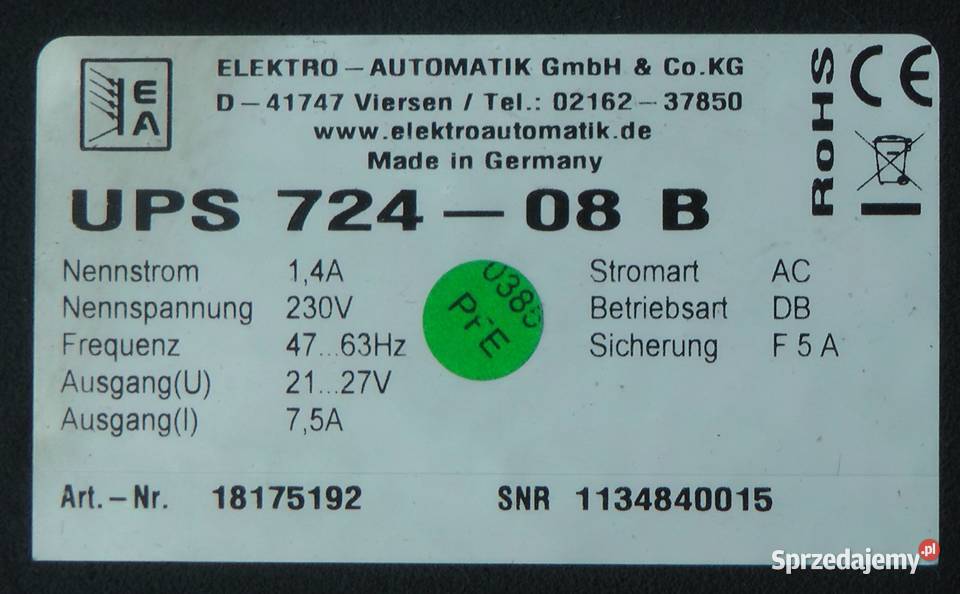 EA
ELEKTRO – AUTOMATIK GmbH & Co.KG
D – 41747 Viersen / Tel.: 02162 – 37850
www.elektroautomatik.de
Made in Germany
RoHS
CE
UPS 724 – 08 B
Nennstrom 1,4A
Nennspannung 230V
Frequenz 47...63Hz
Ausgang(U) 21...27V
Ausgang(I) 7,5A
PFE
Stromart AC
Betriebsart DB
Sicherung F 5 A
Art.–Nr. 18175192
SNR 1134840015
Sprzedajemy.pl